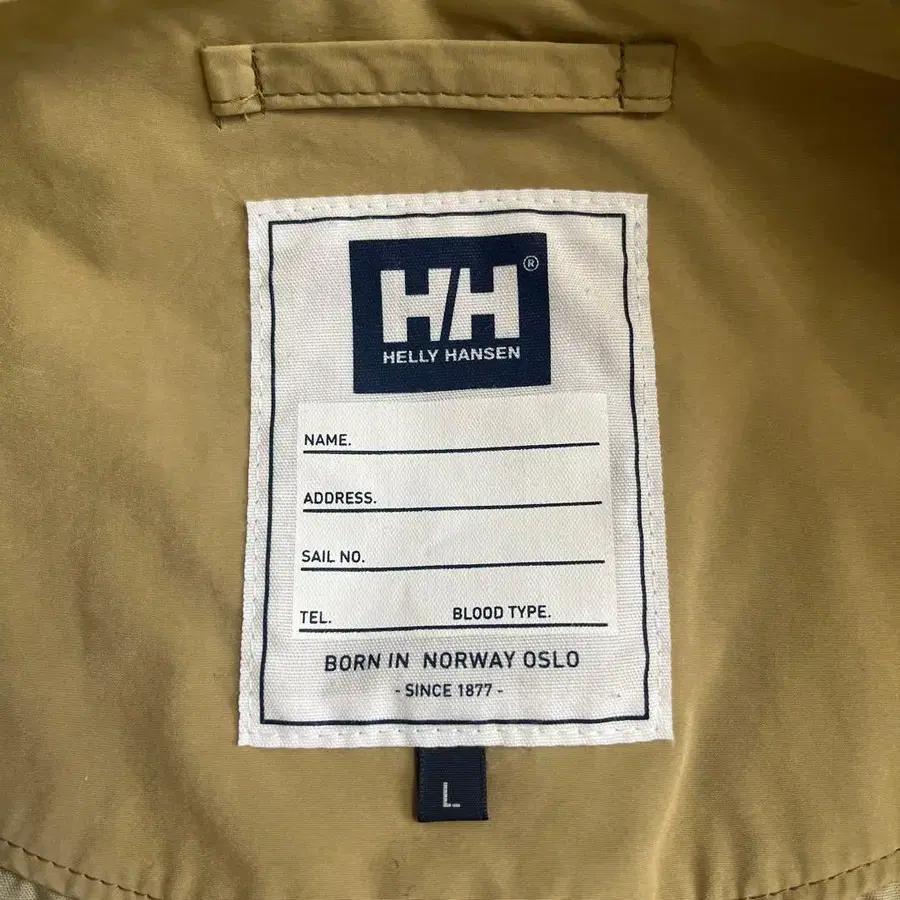 HH®
HELLY HANSEN
NAME.
ADDRESS.
SAIL NO.
TEL. BLOOD TYPE.
BORN IN NORWAY OSLO
- SINCE 1877 -
L